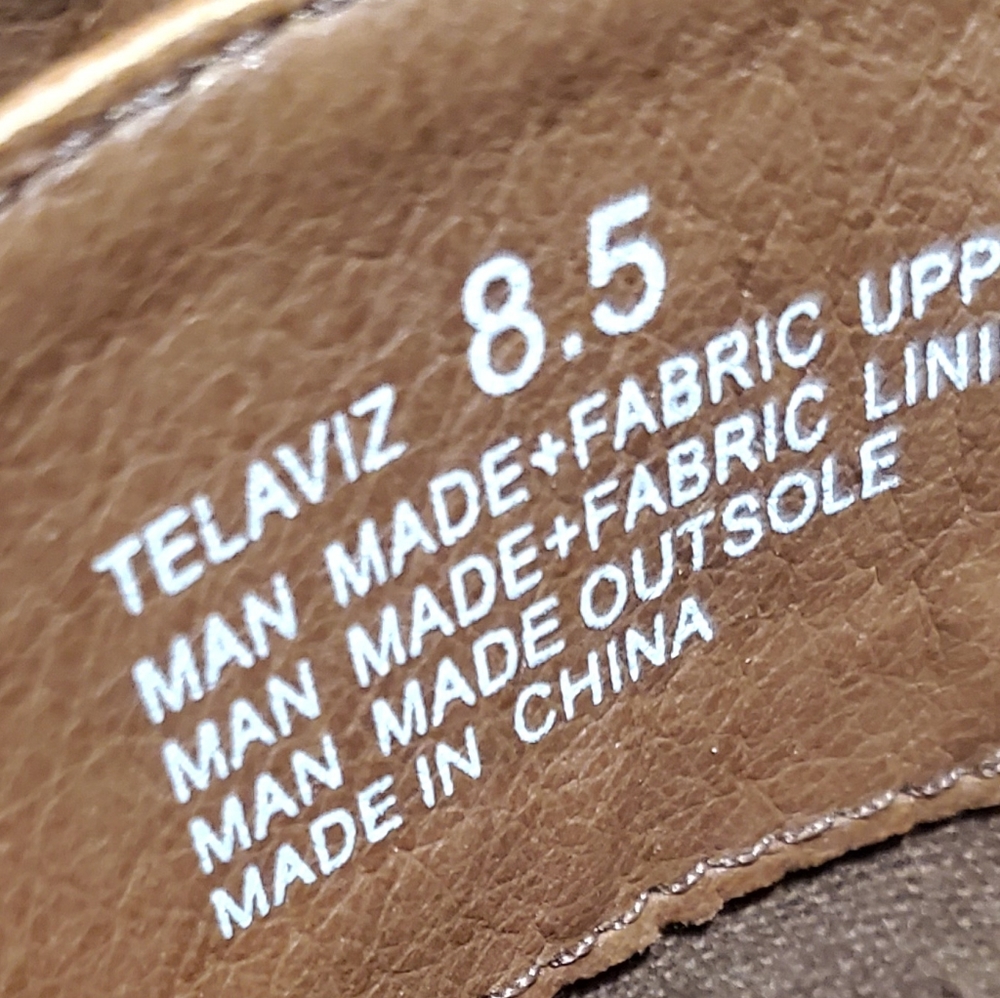 TELAVIZ 8.5
MAN MADE+FABRIC UPP
MAN MADE+FABRIC LINI
MAN MADE OUTSOLE
MADE IN CHINA